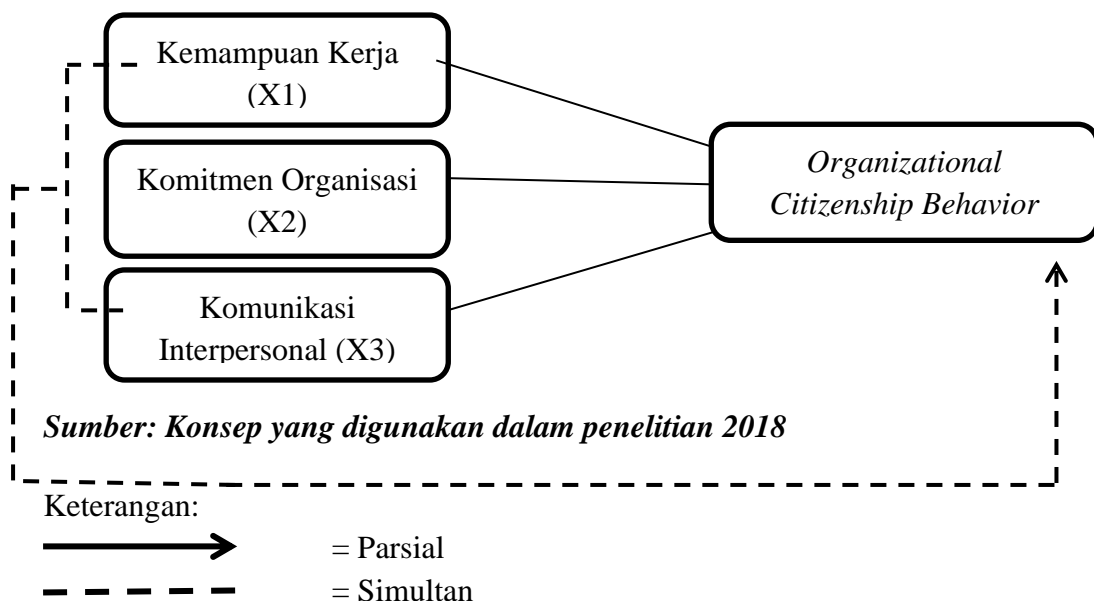 Kemampuan Kerja
(X1)
Komitmen Organisasi
(X2)
Komunikasi
Interpersonal (X3)
Organizational
Citizenship Behavior
Sumber: Konsep yang digunakan dalam penelitian 2018
Keterangan:
= Parsial
= Simultan